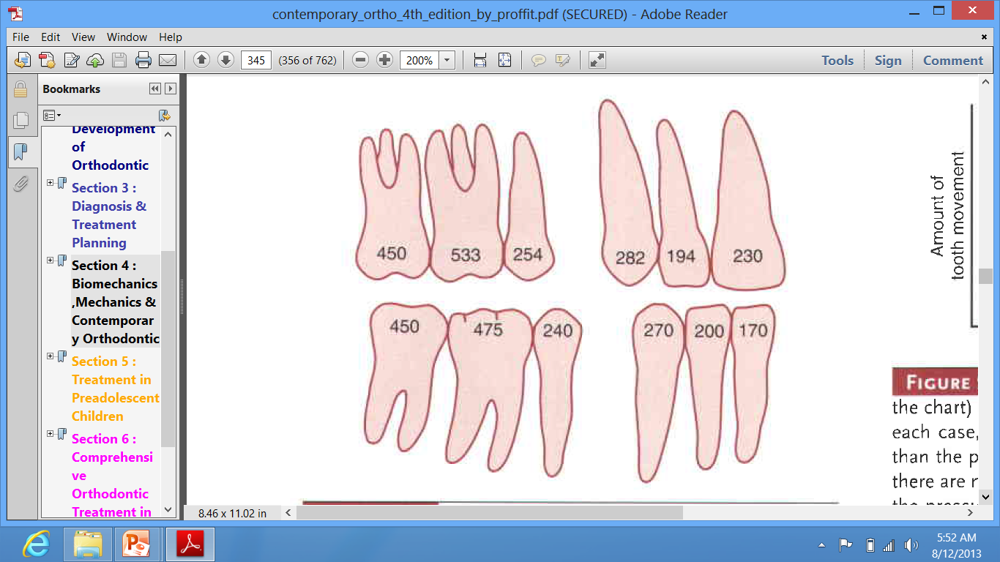 contemporary_ortho_4th_edition_by_proffit.pdf (SECURED) - Adobe Reader
File Edit View Window Help
345 (356 of 762) 200% Tools Sign Comment
Bookmarks
Development
of
Orthodontic
Section 3 :
Diagnosis &
Treatment
Planning
Section 4 :
Biomechanics
,Mechanics &
Contemporar
y Orthodontic
Section 5 :
Treatment in
Preadolescent
Children
Section 6 :
Comprehensi
ve
Orthodontic
Treatment in
450 533 254 282 194 230
450 475 240 270 200 170
Amount of
tooth movement
FIGURE
the chart)
each case,
than the p
there are r
8.46 x 11.02 in
5:52 AM
8/12/2013